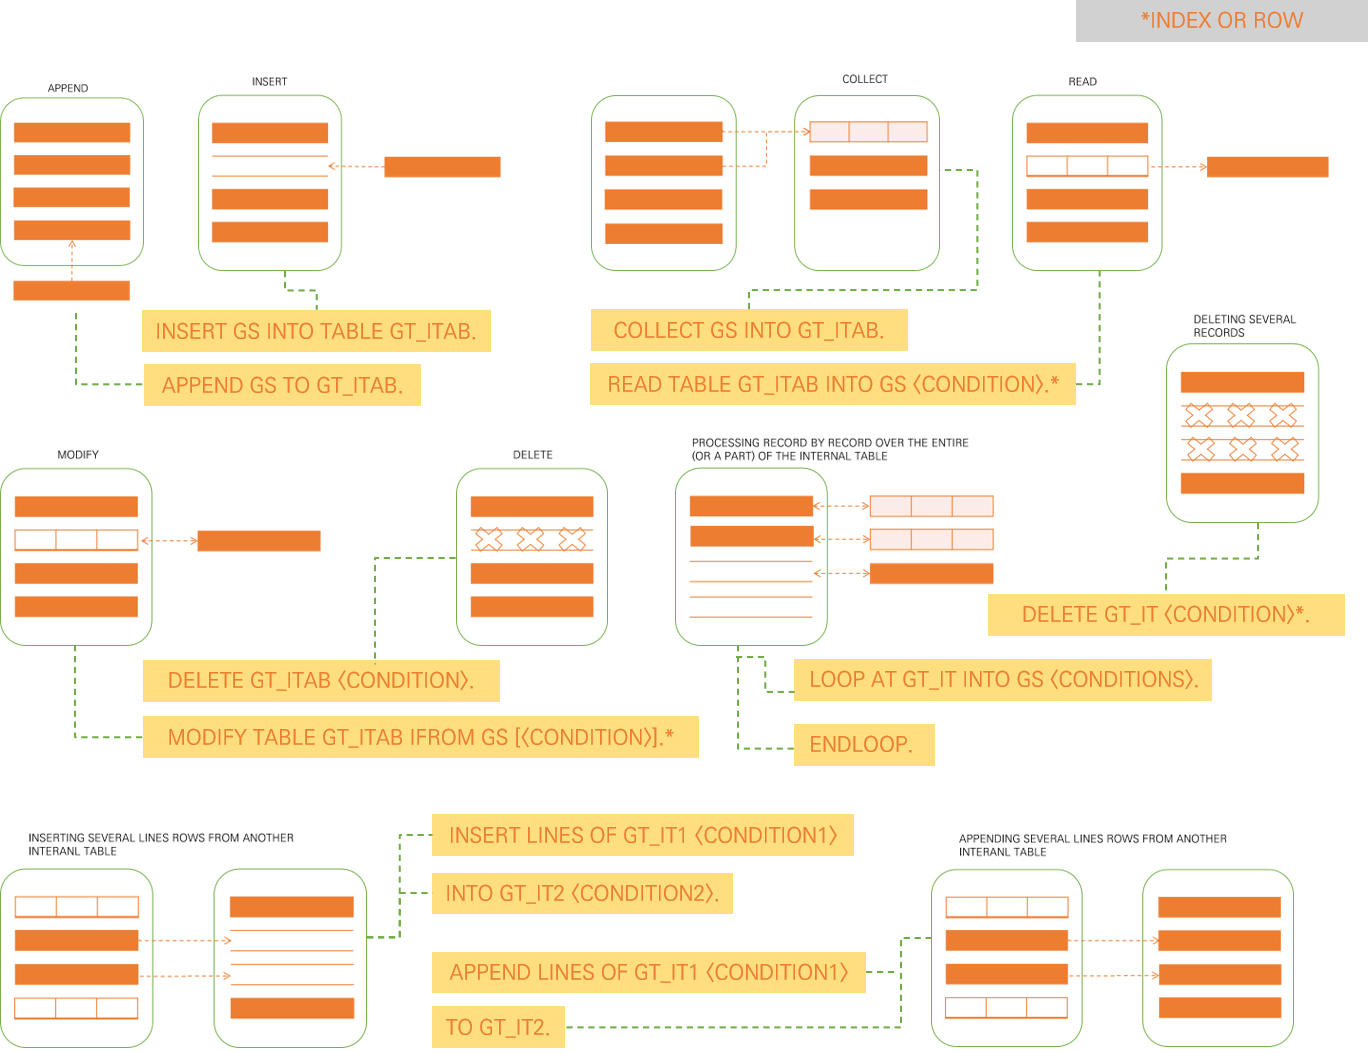 *INDEX OR ROW
APPEND
INSERT
COLLECT
READ
INSERT GS INTO TABLE GT_ITAB.
APPEND GS TO GT_ITAB.
COLLECT GS INTO GT_ITAB.
READ TABLE GT_ITAB INTO GS 〈CONDITION〉.*
DELETING SEVERAL
RECORDS
MODIFY
DELETE
PROCESSING RECORD BY RECORD OVER THE ENTIRE
(OR A PART) OF THE INTERNAL TABLE
DELETE GT_IT 〈CONDITION〉*.
DELETE GT_ITAB 〈CONDITION〉.
MODIFY TABLE GT_ITAB IFROM GS [〈CONDITION〉].*
LOOP AT GT_IT INTO GS 〈CONDITIONS〉.
ENDLOOP.
INSERTING SEVERAL LINES ROWS FROM ANOTHER
INTERANL TABLE
INSERT LINES OF GT_IT1 〈CONDITION1〉
INTO GT_IT2 〈CONDITION2〉.
APPENDING SEVERAL LINES ROWS FROM ANOTHER
INTERANL TABLE
APPEND LINES OF GT_IT1 〈CONDITION1〉
TO GT_IT2.